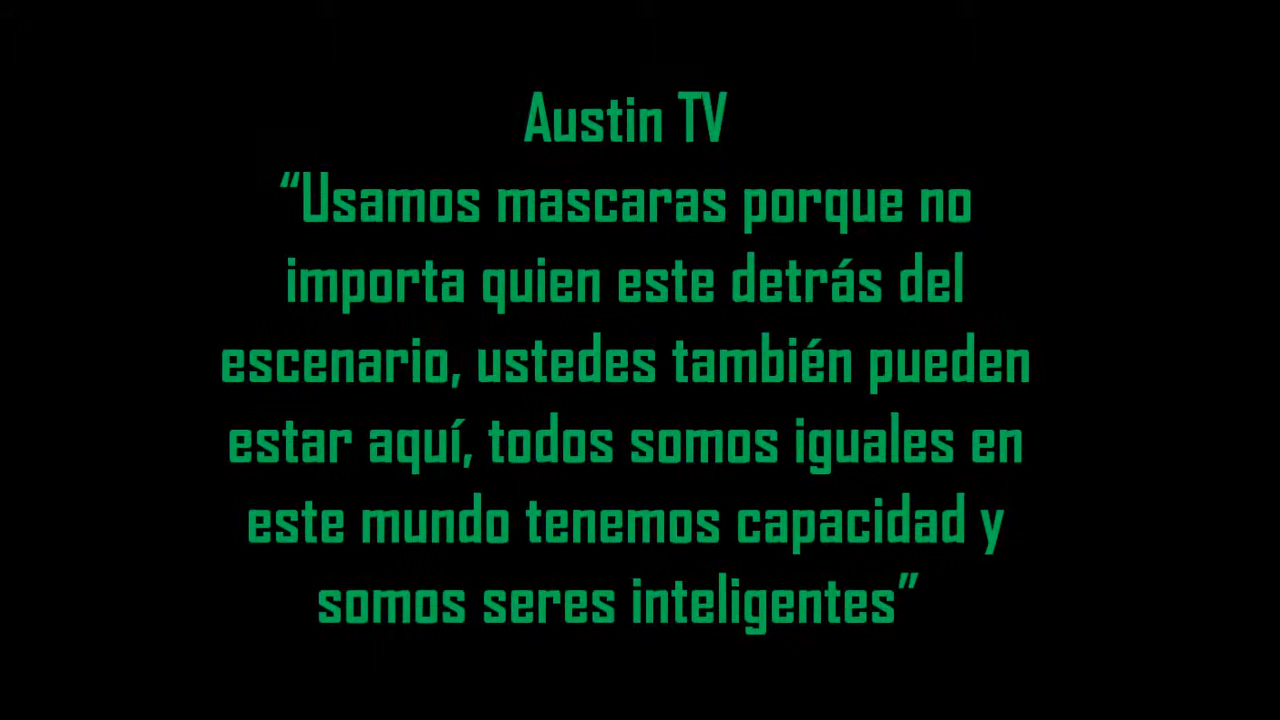 Austin TV
“Usamos mascaras porque no
importa quien este detrás del
escenario, ustedes también pueden
estar aquí, todos somos iguales en
este mundo tenemos capacidad y
somos seres inteligentes”